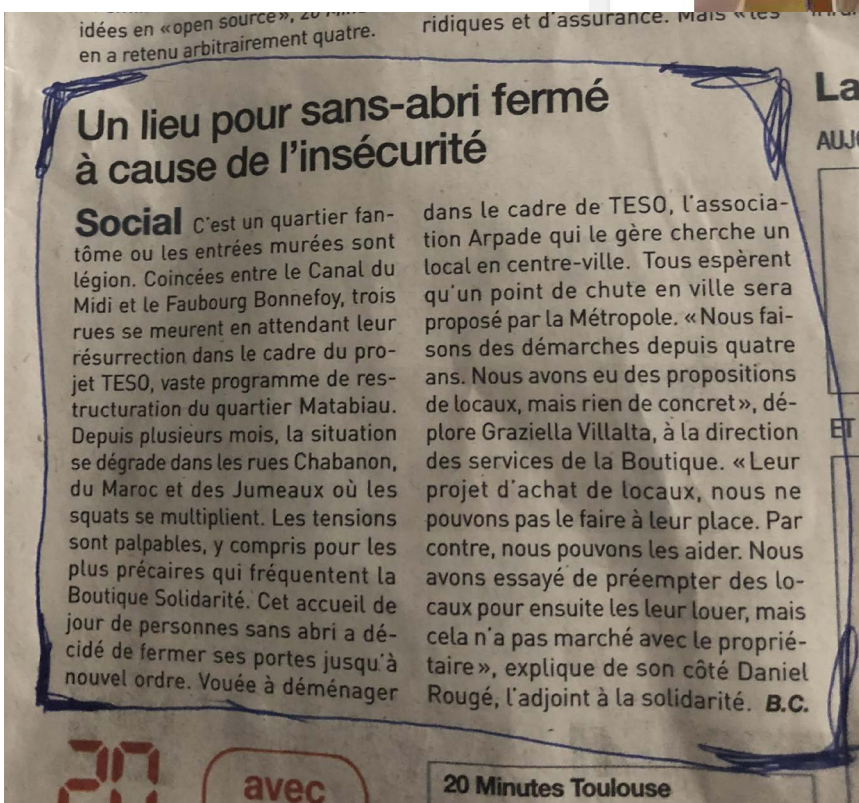 idées en «open source», 20 Minu
en a retenu arbitrairement quatre.
ridiques et d'assurance. Mais «les
Un lieu pour sans-abri fermé
à cause de l'insécurité
Social C'est un quartier fan-
tôme ou les entrées murées sont
légion. Coincées entre le Canal du
Midi et le Faubourg Bonnefoy, trois
rues se meurent en attendant leur
résurrection dans le cadre du pro-
jet TESO, vaste programme de res-
tructuration du quartier Matabiau.
Depuis plusieurs mois, la situation
se dégrade dans les rues Chabanon,
du Maroc et des Jumeaux où les
squats se multiplient. Les tensions
sont palpables, y compris pour les
plus précaires qui fréquentent la
Boutique Solidarité. Cet accueil de
jour de personnes sans abri a dé-
cidé de fermer ses portes jusqu'à
nouvel ordre. Vouée à déménager
dans le cadre de TESO, l'associa-
tion Arpade qui le gère cherche un
local en centre-ville. Tous espèrent
qu'un point de chute en ville sera
proposé par la Métropole. «Nous fai-
sons des démarches depuis quatre
ans. Nous avons eu des propositions
de locaux, mais rien de concret», dé-
plore Graziella Villalta, à la direction
des services de la Boutique. «Leur
projet d'achat de locaux, nous ne
pouvons pas le faire à leur place. Par
contre, nous pouvons les aider. Nous
avons essayé de préempter des lo-
caux pour ensuite les leur louer, mais
cela n'a pas marché avec le proprié-
taire», explique de son côté Daniel
Rougé, l'adjoint à la solidarité. B.C.
La
AUJ
ET
20
avec
20 Minutes Toulouse